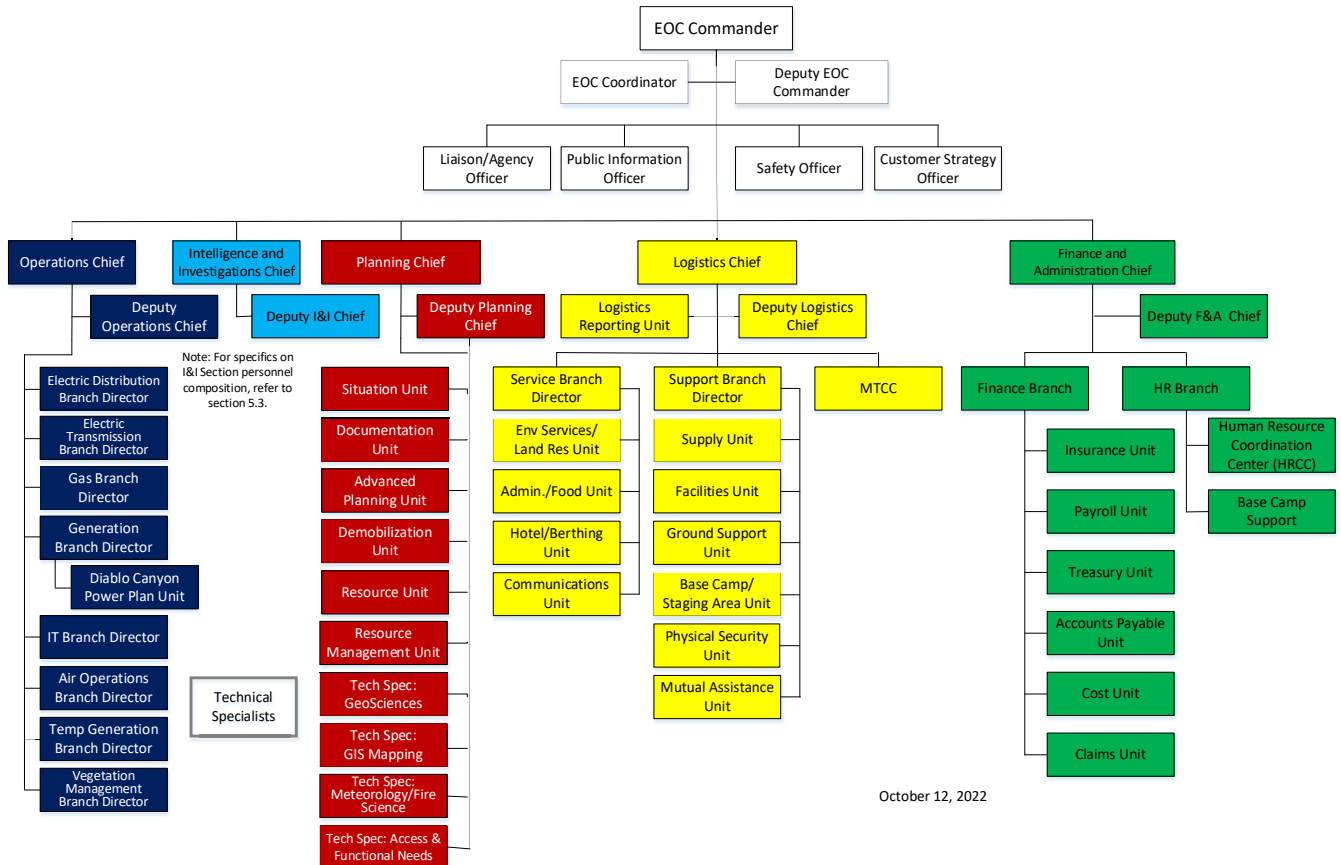 EOC Commander
EOC Coordinator
Deputy EOC
Commander
Liaison/Agency
Officer
Public Information
Officer
Safety Officer
Customer Strategy
Officer
Operations Chief
Intelligence and
Investigations Chief
Planning Chief
Logistics Chief
Finance and
Administration Chief
Deputy
Operations Chief
Deputy I&I Chief
Deputy Planning
Chief
Logistics
Reporting Unit
Deputy Logistics
Chief
Deputy F&A Chief
Note: For specifics on
I&I Section personnel
composition, refer to
section 5.3.
Electric Distribution
Branch Director
Electric
Transmission
Branch Director
Gas Branch
Director
Generation
Branch Director
Diablo Canyon
Power Plan Unit
IT Branch Director
Air Operations
Branch Director
Temp Generation
Branch Director
Vegetation
Management
Branch Director
Technical
Specialists
Situation Unit
Documentation
Unit
Advanced
Planning Unit
Demobilization
Unit
Resource Unit
Resource
Management Unit
Tech Spec:
GeoSciences
Tech Spec:
GIS Mapping
Tech Spec:
Meteorology/Fire
Science
Tech Spec: Access &
Functional Needs
Service Branch
Director
Env Services/
Land Res Unit
Admin./Food Unit
Hotel/Berthing
Unit
Communications
Unit
Support Branch
Director
Supply Unit
Facilities Unit
Ground Support
Unit
Base Camp/
Staging Area Unit
Physical Security
Unit
Mutual Assistance
Unit
MTCC
Finance Branch
Insurance Unit
Payroll Unit
Treasury Unit
Accounts Payable
Unit
Cost Unit
Claims Unit
HR Branch
Human Resource
Coordination
Center (HRCC)
Base Camp
Support
October 12, 2022